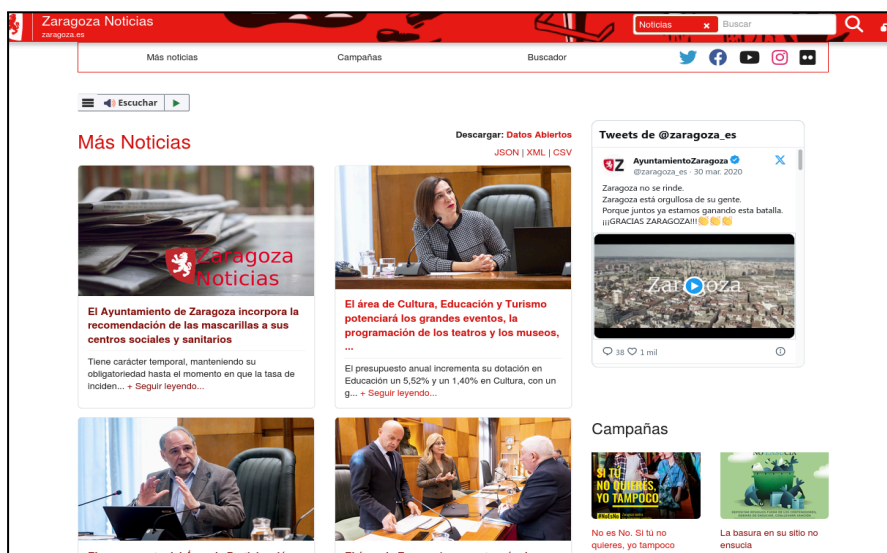 Zaragoza Noticias
zaragoza.es
Noticias x Buscar
Más noticias Campañas Buscador
Escuchar
Más Noticias
Descargar: Datos Abiertos
JSON | XML | CSV
Zaragoza
Noticias
El Ayuntamiento de Zaragoza incorpora la
recomendación de las mascarillas a sus
centros sociales y sanitarios
Tiene carácter temporal, manteniendo su
obligatoriedad hasta el momento en que la tasa de
inciden... + Seguir leyendo...
El área de Cultura, Educación y Turismo
potenciará los grandes eventos, la
programación de los teatros y los museos,
...
El presupuesto anual incrementa su dotación en
Educación un 5,52% y un 1,40% en Cultura, con un
g... + Seguir leyendo...
Tweets de @zaragoza_es
AyuntamientoZaragoza
@zaragoza_es · 30 mar. 2020
Zaragoza no se rinde.
Zaragoza está orgullosa de su gente.
Porque juntos ya estamos ganando esta batalla.
¡¡¡GRACIAS ZARAGOZA!!! 👏👏👏
Zaragoza
38 1 mil
Campañas
SI TÚ
NO QUIERES,
YO TAMPOCO.
#NoEsNo
No es No. Si tú no
quieres, yo tampoco
La basura en su sitio no
ensucia